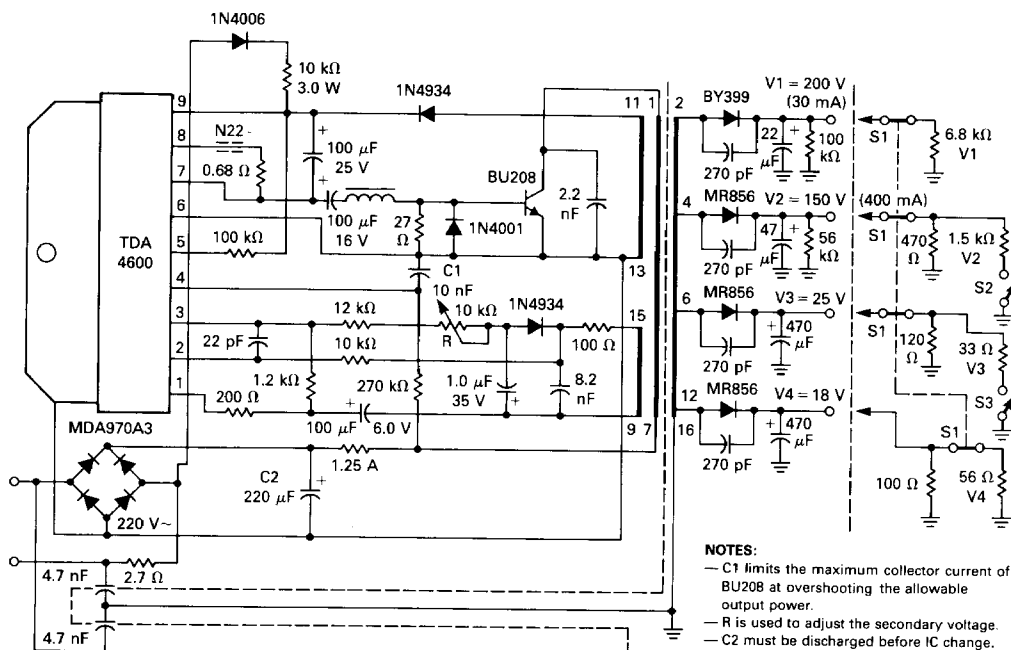 1N4006
10 kΩ
3.0 W
1N4934
11 1
2
BY399
V1 = 200 V
(30 mA)
9
8
7
6
5
4
3
2
1
N22
0.68 Ω
TDA
4600
+
100 µF
25 V
+
100 µF
16 V
27
Ω
1N4001
BU208
2.2
nF
13
100 kΩ
C1
10 nF
12 kΩ
10 kΩ
R
1N4934
100 Ω
15
22 pF
10 kΩ
1.2 kΩ
270 kΩ
1.0 µF
35 V
+
8.2
nF
200 Ω
+
100 µF
6.0 V
9 7
MDA970A3
1.25 A
C2
220 µF
+
220 V~
4.7 nF
2.7 Ω
4.7 nF
270 pF
22
µF
+
100
kΩ
S1
6.8 kΩ
V1
4
MR856
V2 = 150 V
(400 mA)
270 pF
47
µF
+
56
kΩ
S1
470
Ω
1.5 kΩ
V2
S2
6
MR856
V3 = 25 V
270 pF
+
470
µF
S1
120
Ω
33 Ω
V3
S3
12
16
MR856
V4 = 18 V
270 pF
+
470
µF
S1
100 Ω
56 Ω
V4
NOTES:
— C1 limits the maximum collector current of
BU208 at overshooting the allowable
output power.
— R is used to adjust the secondary voltage.
— C2 must be discharged before IC change.